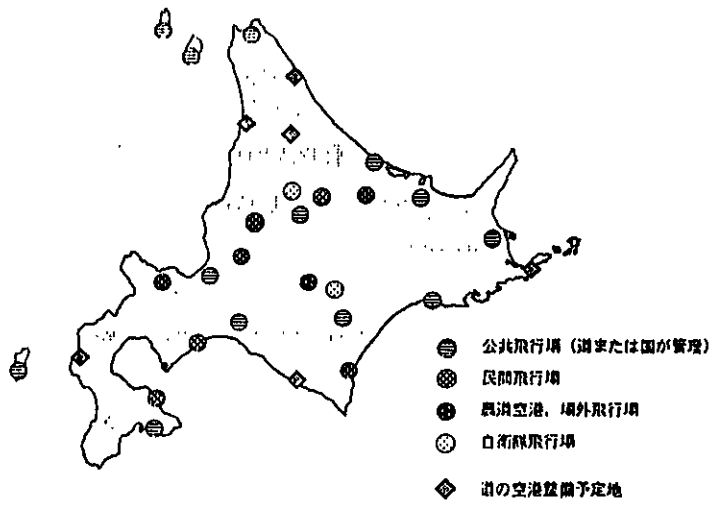 公共飛行場（道または国が管理）
民間飛行場
農道空港、場外飛行場
自衛隊飛行場
道の空港整備予定地